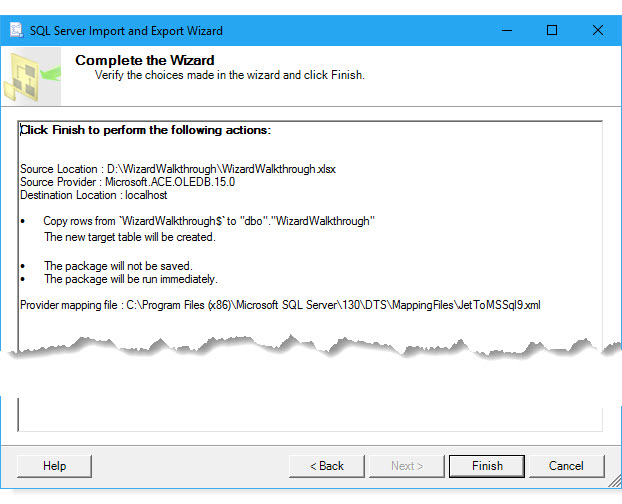 SQL Server Import and Export Wizard
Complete the Wizard
Verify the choices made in the wizard and click Finish.
Click Finish to perform the following actions:
Source Location : D:\WizardWalkthrough\WizardWalkthrough.xlsx
Source Provider : Microsoft.ACE.OLEDB.15.0
Destination Location : localhost
• Copy rows from `WizardWalkthrough$` to "dbo"."WizardWalkthrough"
The new target table will be created.
• The package will not be saved.
• The package will be run immediately.
Provider mapping file : C:\Program Files (x86)\Microsoft SQL Server\130\DTS\MappingFiles\JetToMSSql9.xml
Help < Back Next > Finish Cancel